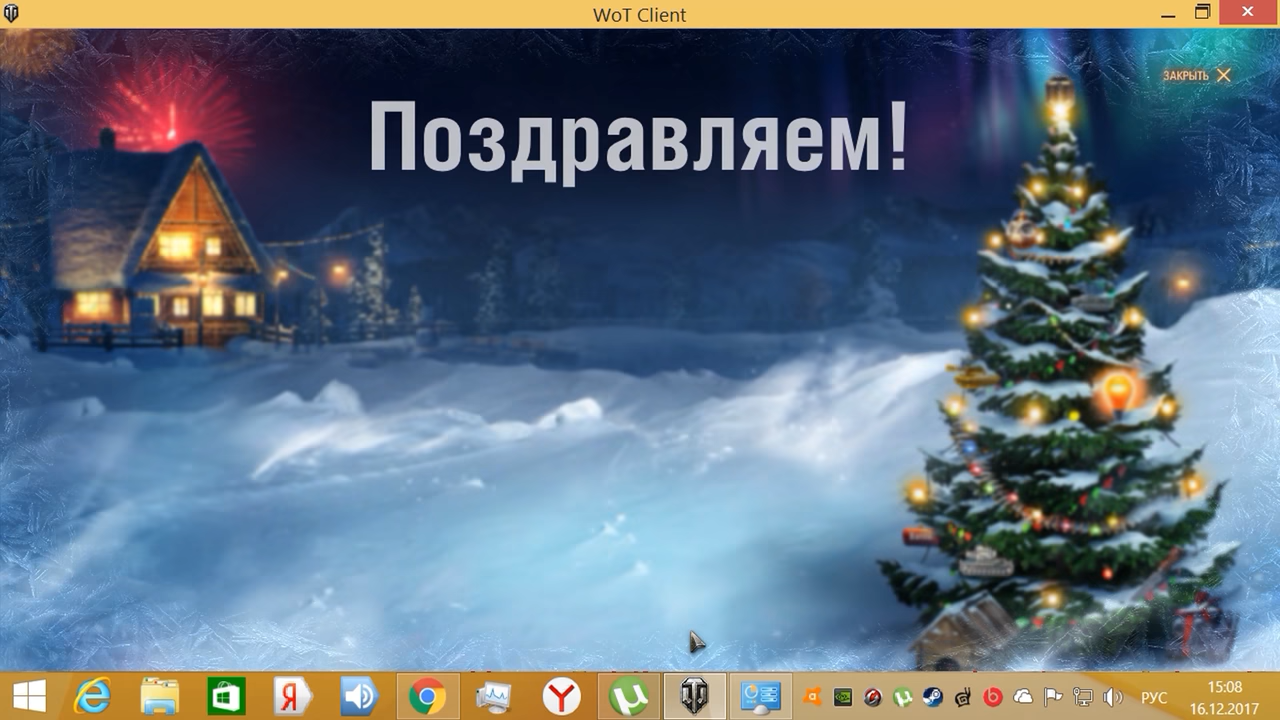 WoT Client
ЗАКРЫТЬ
Поздравляем!
РУС
15:08
16.12.2017